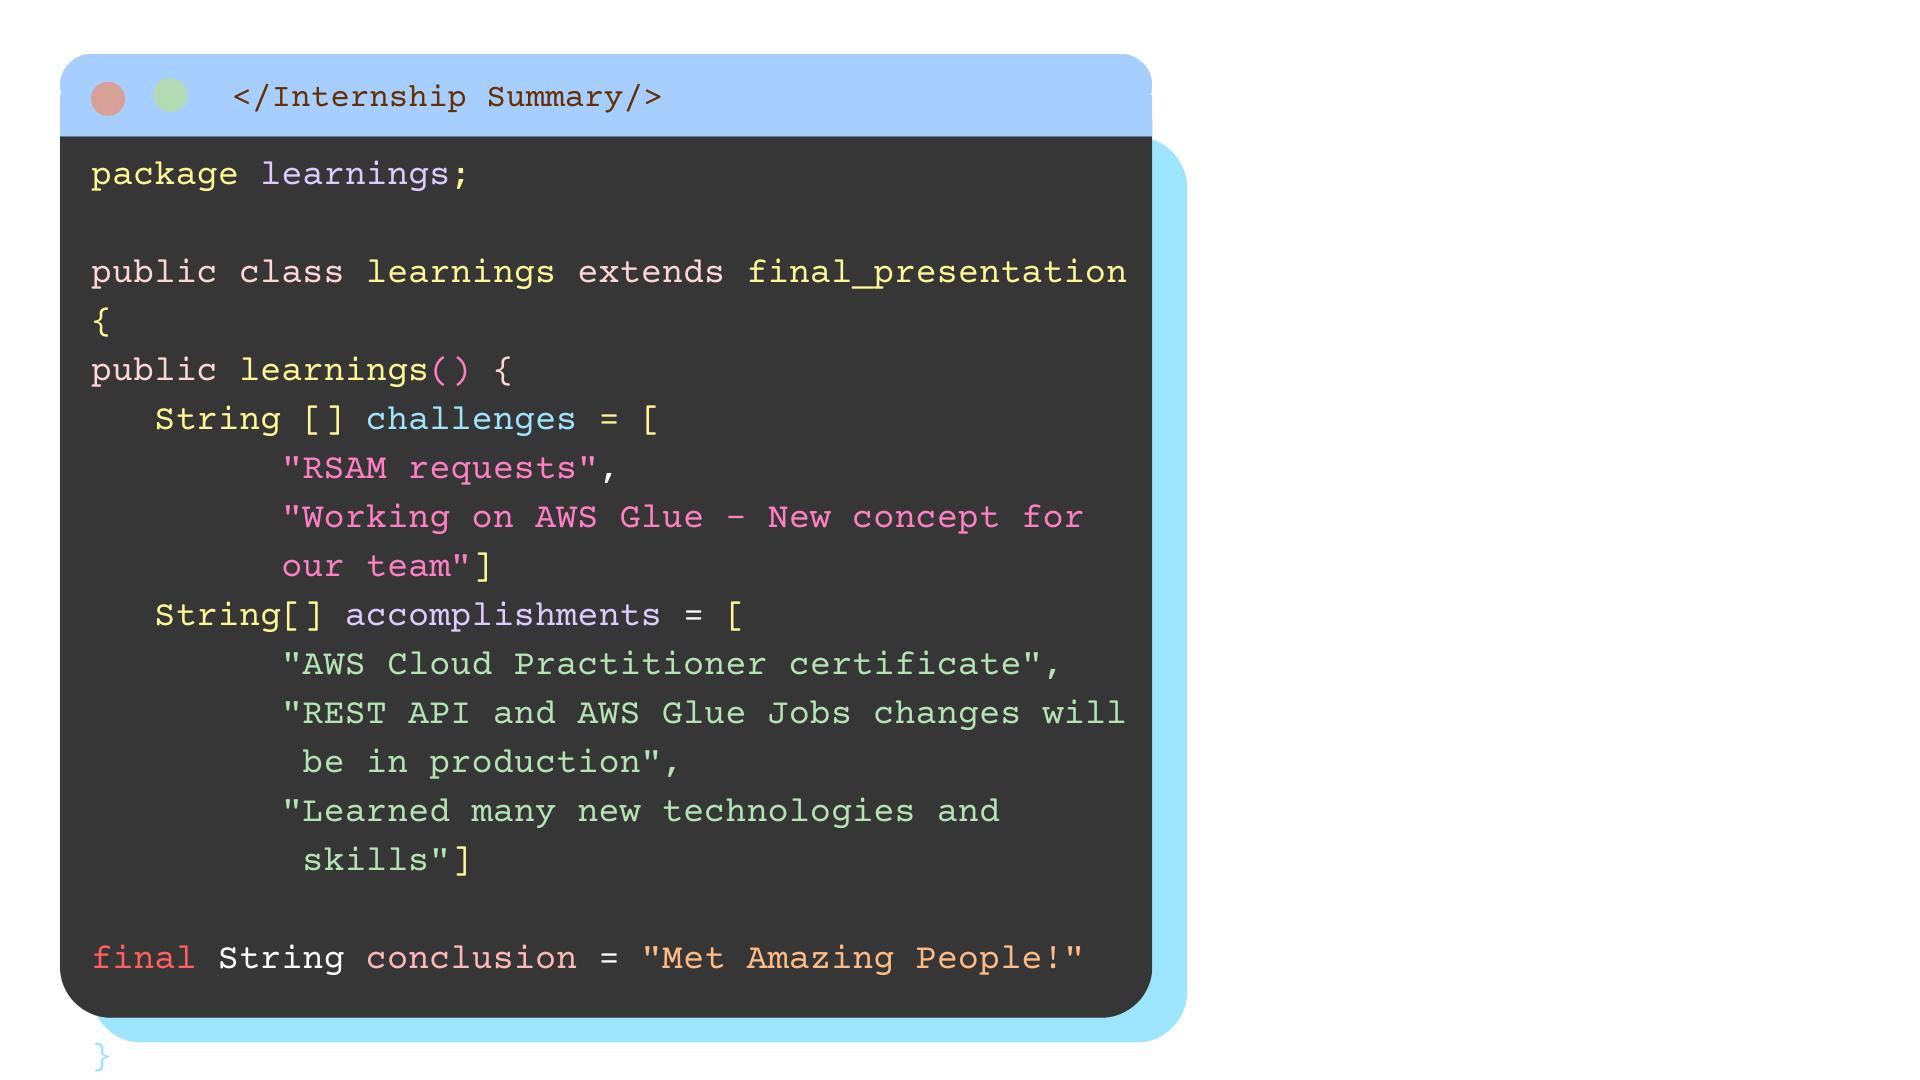 </Internship Summary/>
package learnings;
public class learnings extends final_presentation
{
public learnings() {
String [] challenges = [
"RSAM requests",
"Working on AWS Glue - New concept for
our team"]
String[] accomplishments = [
"AWS Cloud Practitioner certificate",
"REST API and AWS Glue Jobs changes will
be in production",
"Learned many new technologies and
skills"]
final String conclusion = "Met Amazing People!"
}